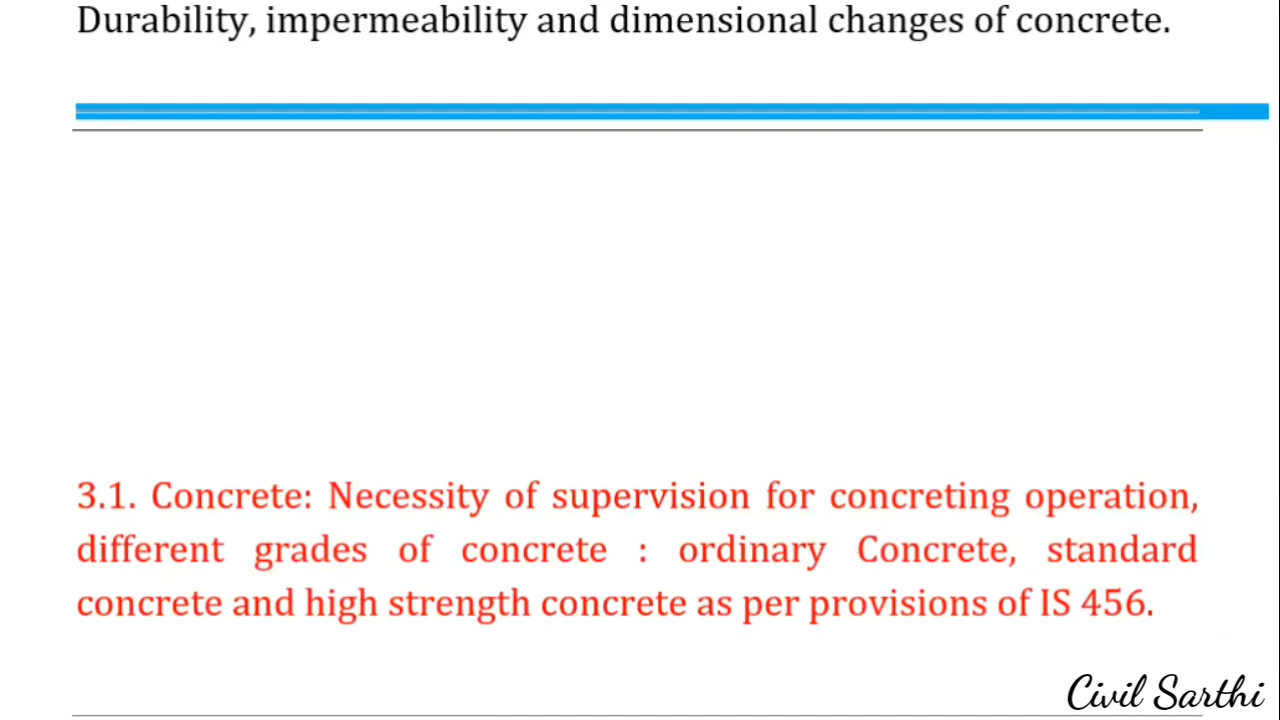 Durability, impermeability and dimensional changes of concrete.
3.1. Concrete: Necessity of supervision for concreting operation,
different grades of concrete : ordinary Concrete, standard
concrete and high strength concrete as per provisions of IS 456.
Civil Sarthi